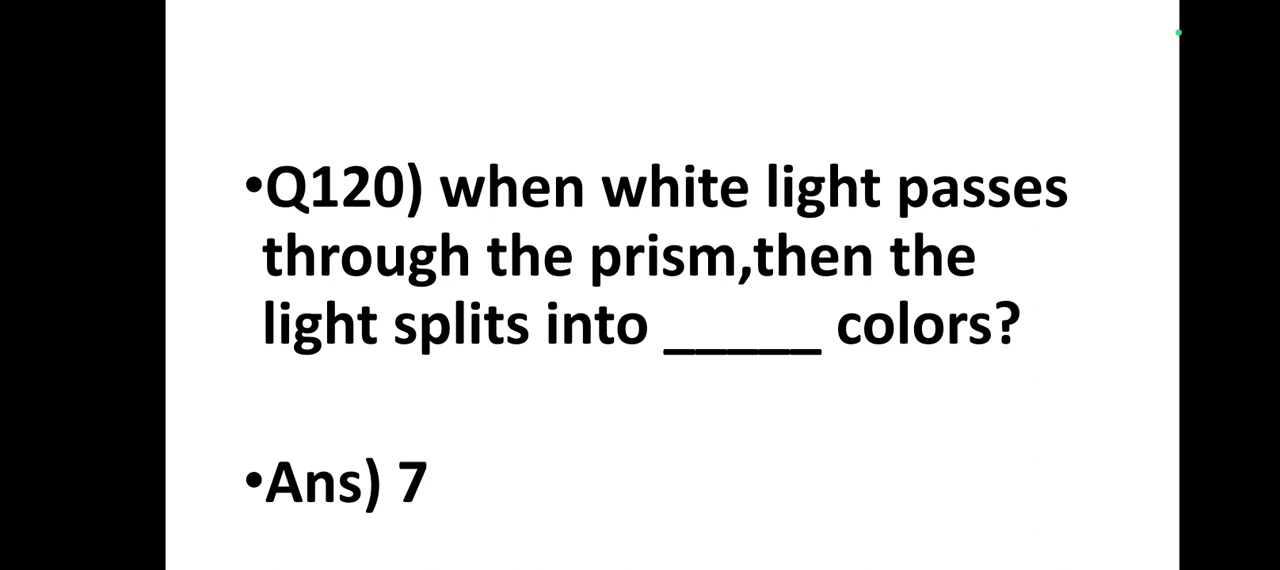 •Q120) when white light passes
through the prism,then the
light splits into _____ colors?
•Ans) 7